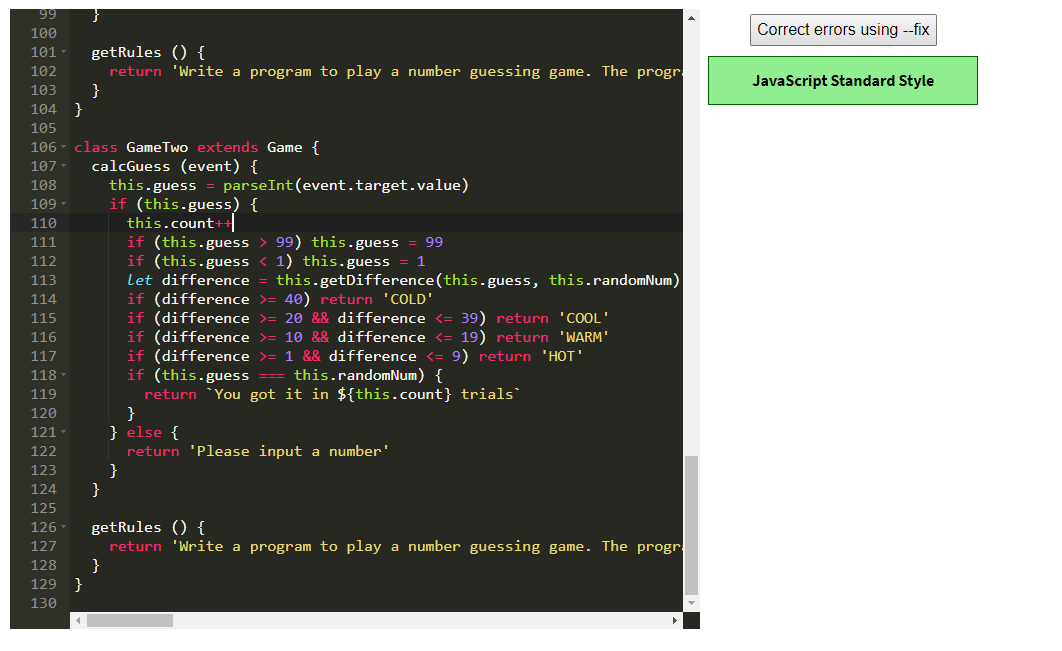 99 }
100
101 getRules () {
102 return 'Write a program to play a number guessing game. The progr
103 }
104 }
105
106 class GameTwo extends Game {
107 calcGuess (event) {
108 this.guess = parseInt(event.target.value)
109 if (this.guess) {
110 this.count++
111 if (this.guess > 99) this.guess = 99
112 if (this.guess < 1) this.guess = 1
113 let difference = this.getDifference(this.guess, this.randomNum)
114 if (difference >= 40) return 'COLD'
115 if (difference >= 20 && difference <= 39) return 'COOL'
116 if (difference >= 10 && difference <= 19) return 'WARM'
117 if (difference >= 1 && difference <= 9) return 'HOT'
118 if (this.guess === this.randomNum) {
119 return `You got it in ${this.count} trials`
120 }
121 } else {
122 return 'Please input a number'
123 }
124 }
125
126 getRules () {
127 return 'Write a program to play a number guessing game. The progr
128 }
129 }
130
Correct errors using --fix
JavaScript Standard Style